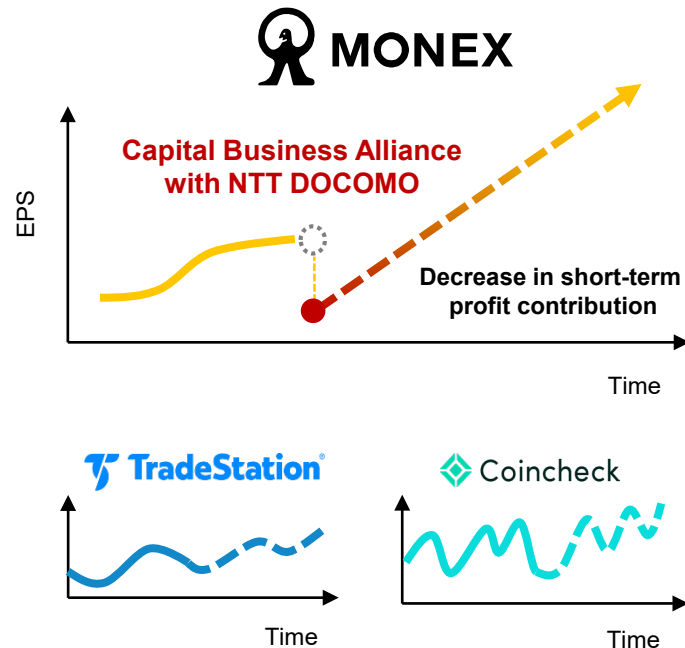 MONEX
Capital Business Alliance
with NTT DOCOMO
EPS
Decrease in short-term
profit contribution
Time
TradeStation®
Coincheck
Time
Time